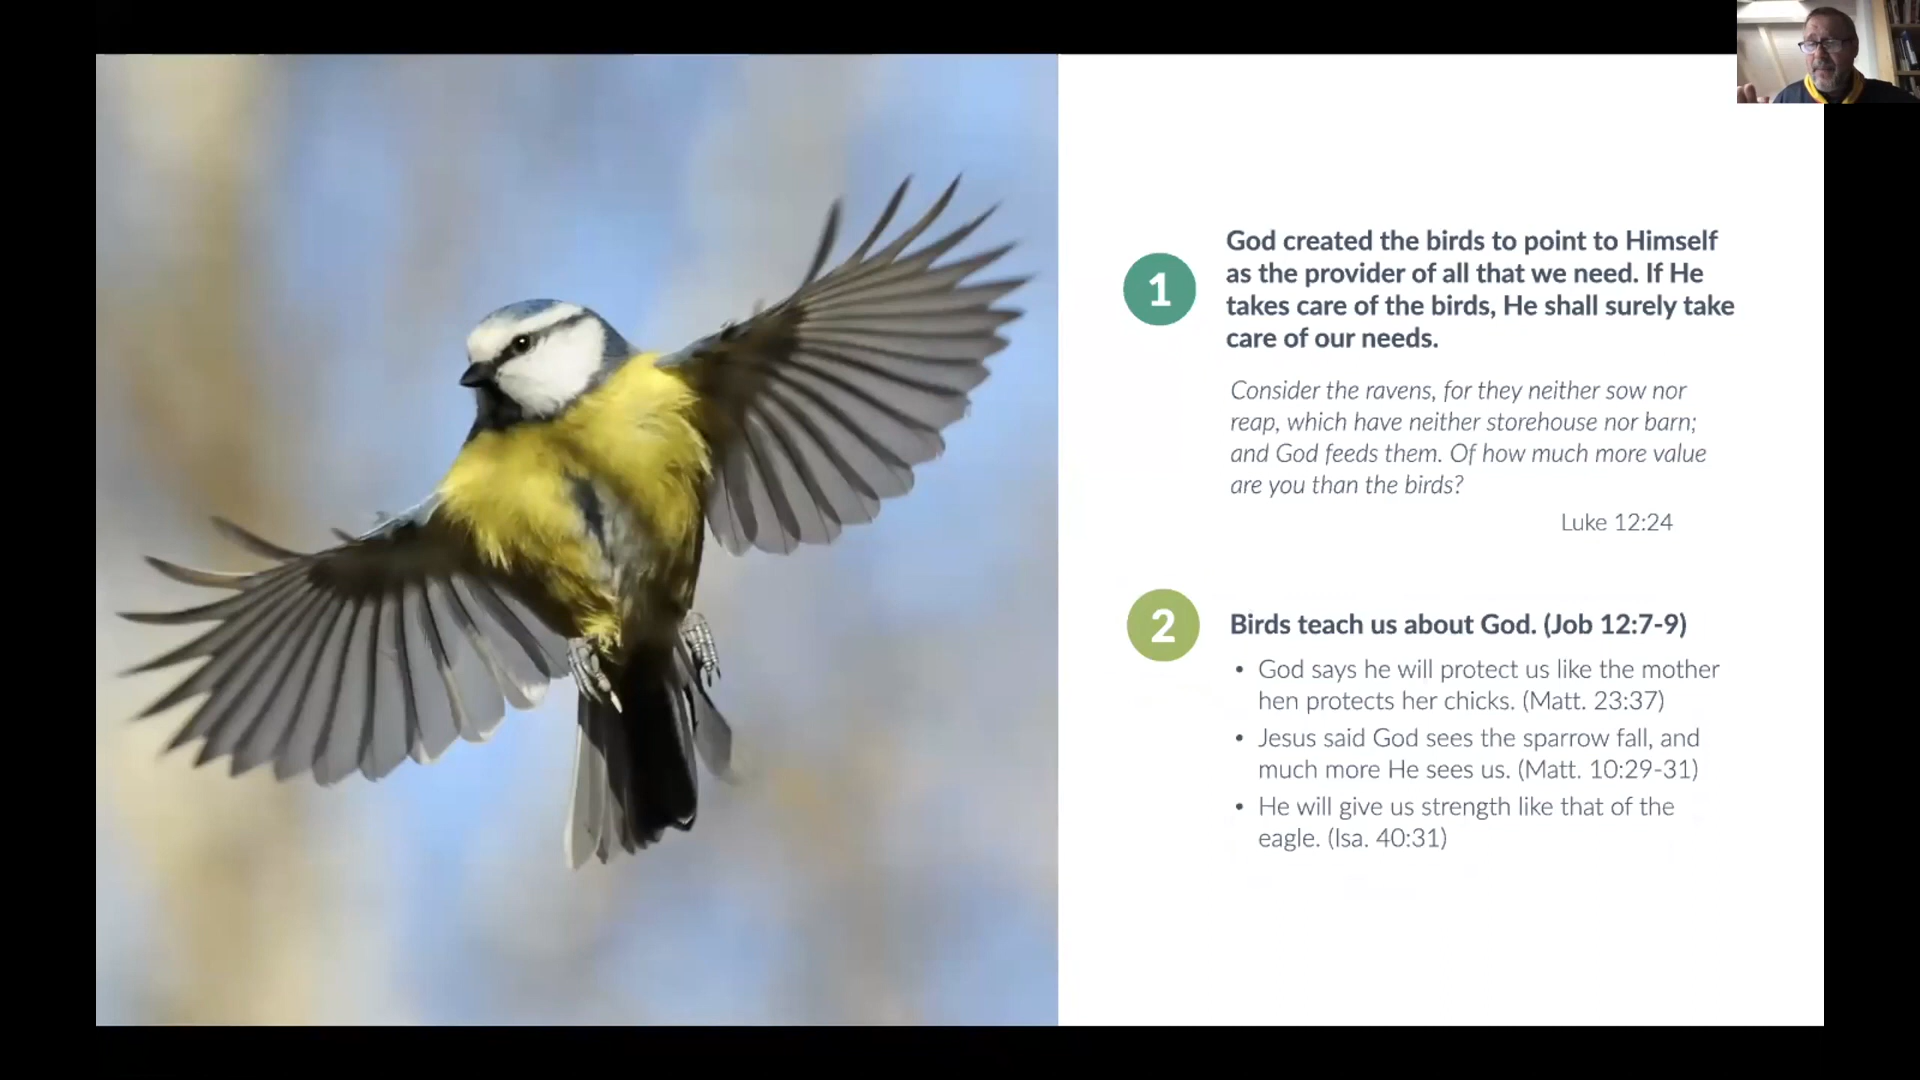 1
God created the birds to point to Himself
as the provider of all that we need. If He
takes care of the birds, He shall surely take
care of our needs.
Consider the ravens, for they neither sow nor
reap, which have neither storehouse nor barn;
and God feeds them. Of how much more value
are you than the birds?
Luke 12:24
2
Birds teach us about God. (Job 12:7-9)
• God says he will protect us like the mother
hen protects her chicks. (Matt. 23:37)
• Jesus said God sees the sparrow fall, and
much more He sees us. (Matt. 10:29-31)
• He will give us strength like that of the
eagle. (Isa. 40:31)